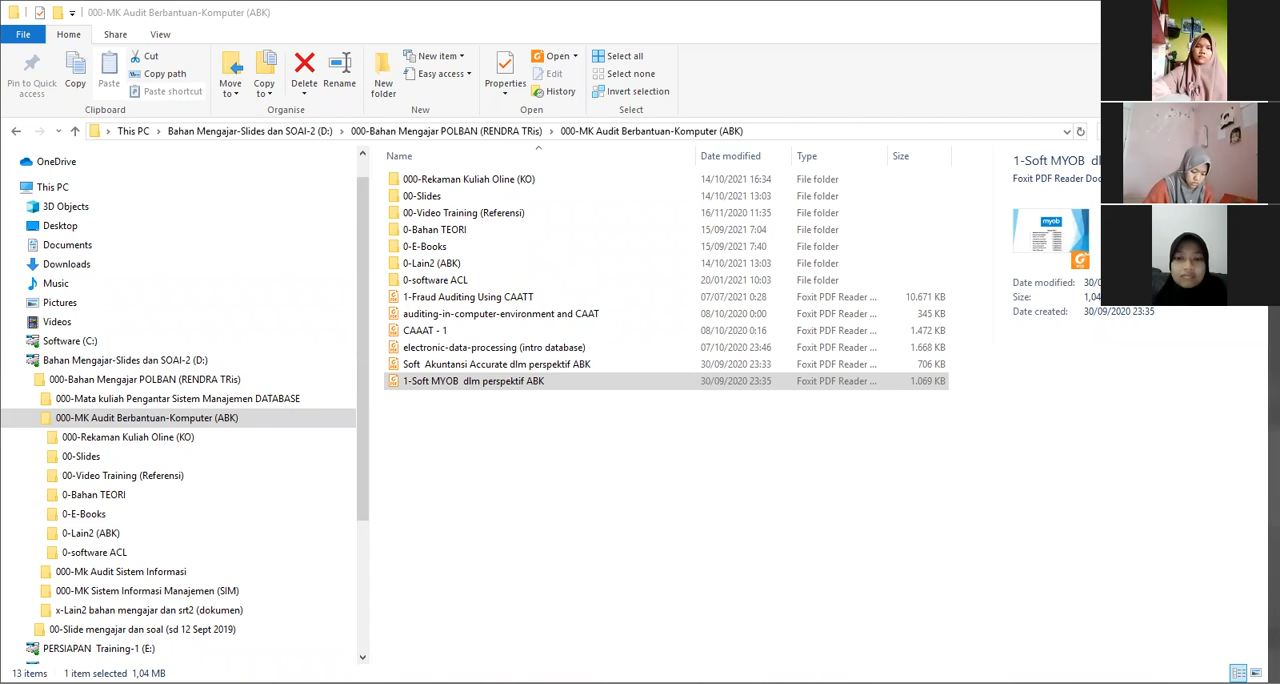 000-MK Audit Berbantuan-Komputer (ABK)
File Home Share View
Pin to Quick access
Copy
Paste
Cut
Copy path
Paste shortcut
Clipboard
Move to
Copy to
Delete
Rename
Organise
New folder
New item
Easy access
New
Properties
Open
Edit
History
Open
Select all
Select none
Invert selection
Select
This PC > Bahan Mengajar-Slides dan SOAI-2 (D:) > 000-Bahan Mengajar POLBAN (RENDRA TRis) > 000-MK Audit Berbantuan-Komputer (ABK)
OneDrive
This PC
3D Objects
Desktop
Documents
Downloads
Music
Pictures
Videos
Software (C:)
Bahan Mengajar-Slides dan SOAI-2 (D:)
000-Bahan Mengajar POLBAN (RENDRA TRis)
000-Mata kuliah Pengantar Sistem Manajemen DATABASE
000-MK Audit Berbantuan-Komputer (ABK)
000-Rekaman Kuliah Oline (KO)
00-Slides
00-Video Training (Referensi)
0-Bahan TEORI
0-E-Books
0-Lain2 (ABK)
0-software ACL
000-Mk Audit Sistem Informasi
000-MK Sistem Informasi Manajemen (SIM)
x-Lain2 bahan mengajar dan srt2 (dokumen)
00-Slide mengajar dan soal (sd 12 Sept 2019)
PERSIAPAN Training-1 (E:)
Name Date modified Type Size
000-Rekaman Kuliah Oline (KO) 14/10/2021 16:34 File folder
00-Slides 14/10/2021 13:03 File folder
00-Video Training (Referensi) 16/11/2020 11:35 File folder
0-Bahan TEORI 15/09/2021 7:04 File folder
0-E-Books 15/09/2021 7:40 File folder
0-Lain2 (ABK) 14/10/2021 13:03 File folder
0-software ACL 20/01/2021 10:03 File folder
1-Fraud Auditing Using CAATT 07/07/2021 0:28 Foxit PDF Reader ... 10.671 KB
auditing-in-computer-environment and CAAT 08/10/2020 0:00 Foxit PDF Reader ... 345 KB
CAAAT - 1 08/10/2020 0:16 Foxit PDF Reader ... 1.472 KB
electronic-data-processing (intro database) 07/10/2020 23:46 Foxit PDF Reader ... 1.668 KB
Soft Akuntansi Accurate dlm perspektif ABK 30/09/2020 23:33 Foxit PDF Reader ... 706 KB
1-Soft MYOB dlm perspektif ABK 30/09/2020 23:35 Foxit PDF Reader ... 1.069 KB
1-Soft MYOB dl
Foxit PDF Reader Doc
myob
Date modified: 30/0
Size: 1,04
Date created: 30/09/2020 23:35
13 items 1 item selected 1,04 MB